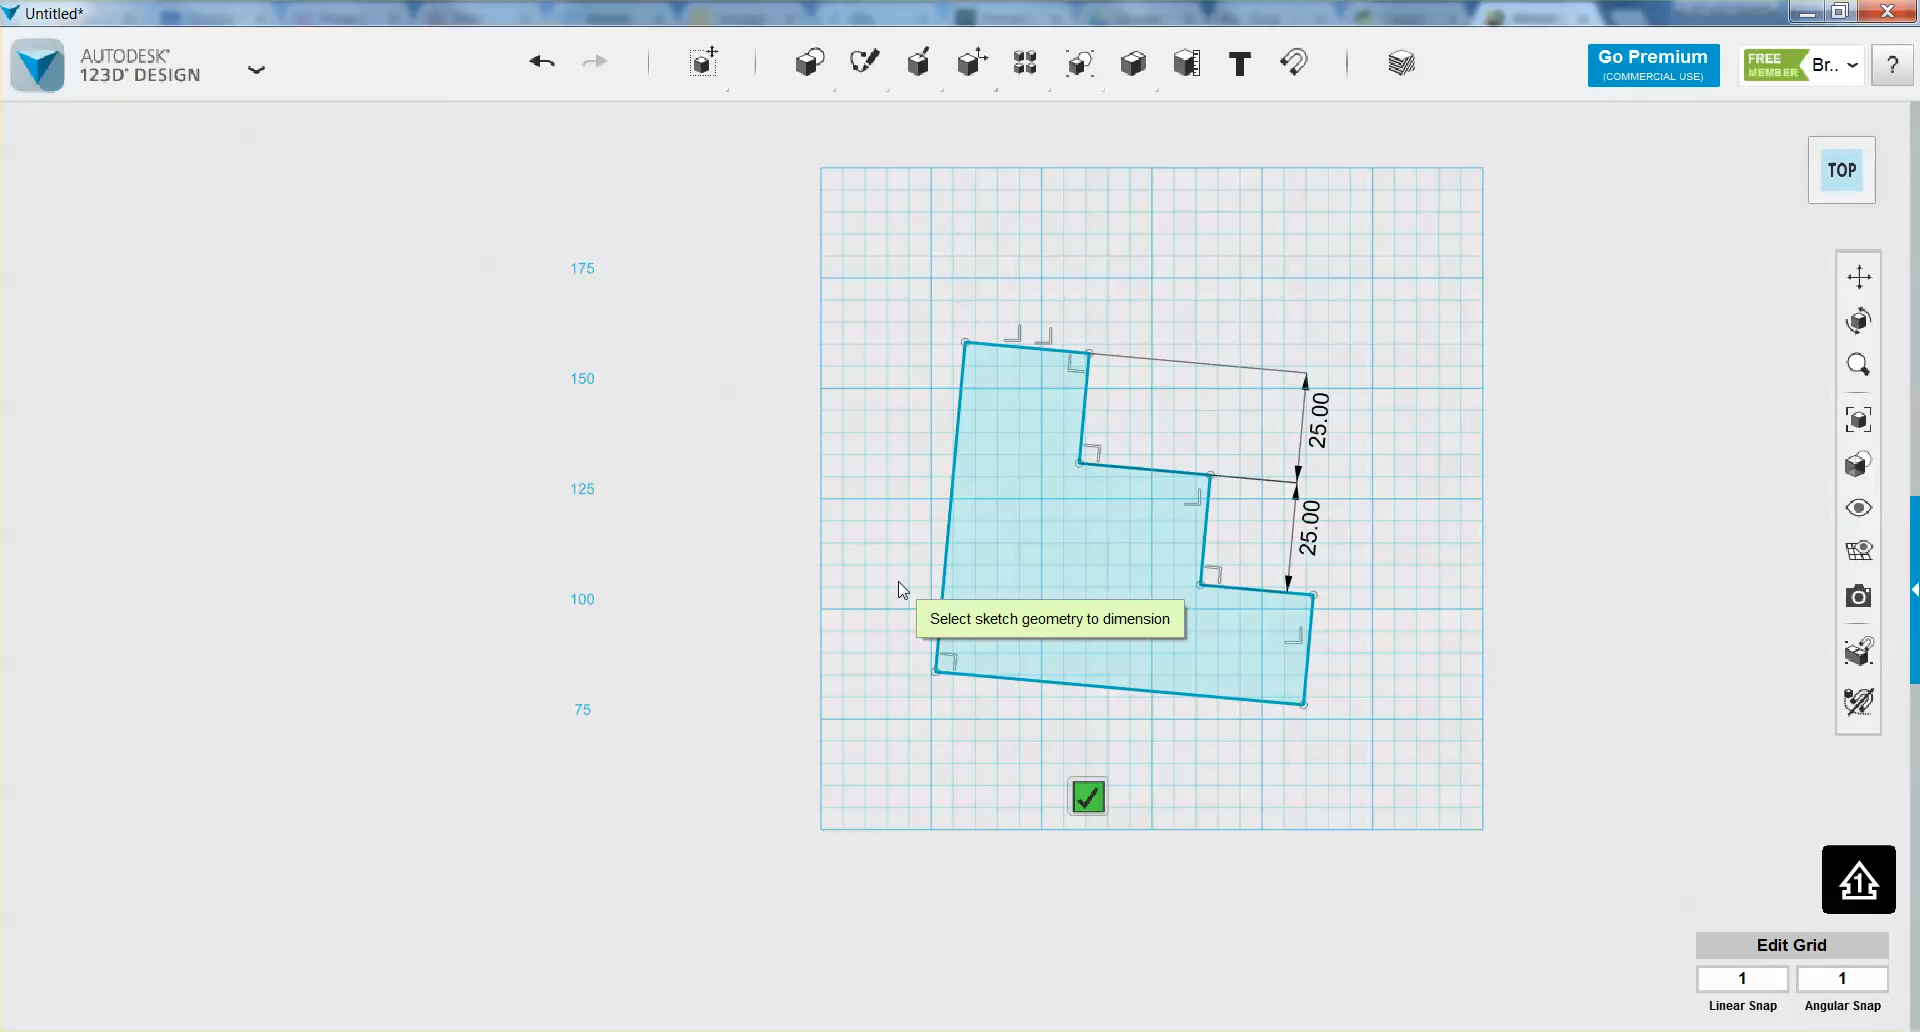 Untitled*
AUTODESK®
123D® DESIGN
T
Go Premium
(COMMERCIAL USE)
FREE
MEMBER
Br..
?
TOP
175
150
125
100
75
25.00
25.00
Select sketch geometry to dimension
1
Edit Grid
1
1
Linear Snap
Angular Snap